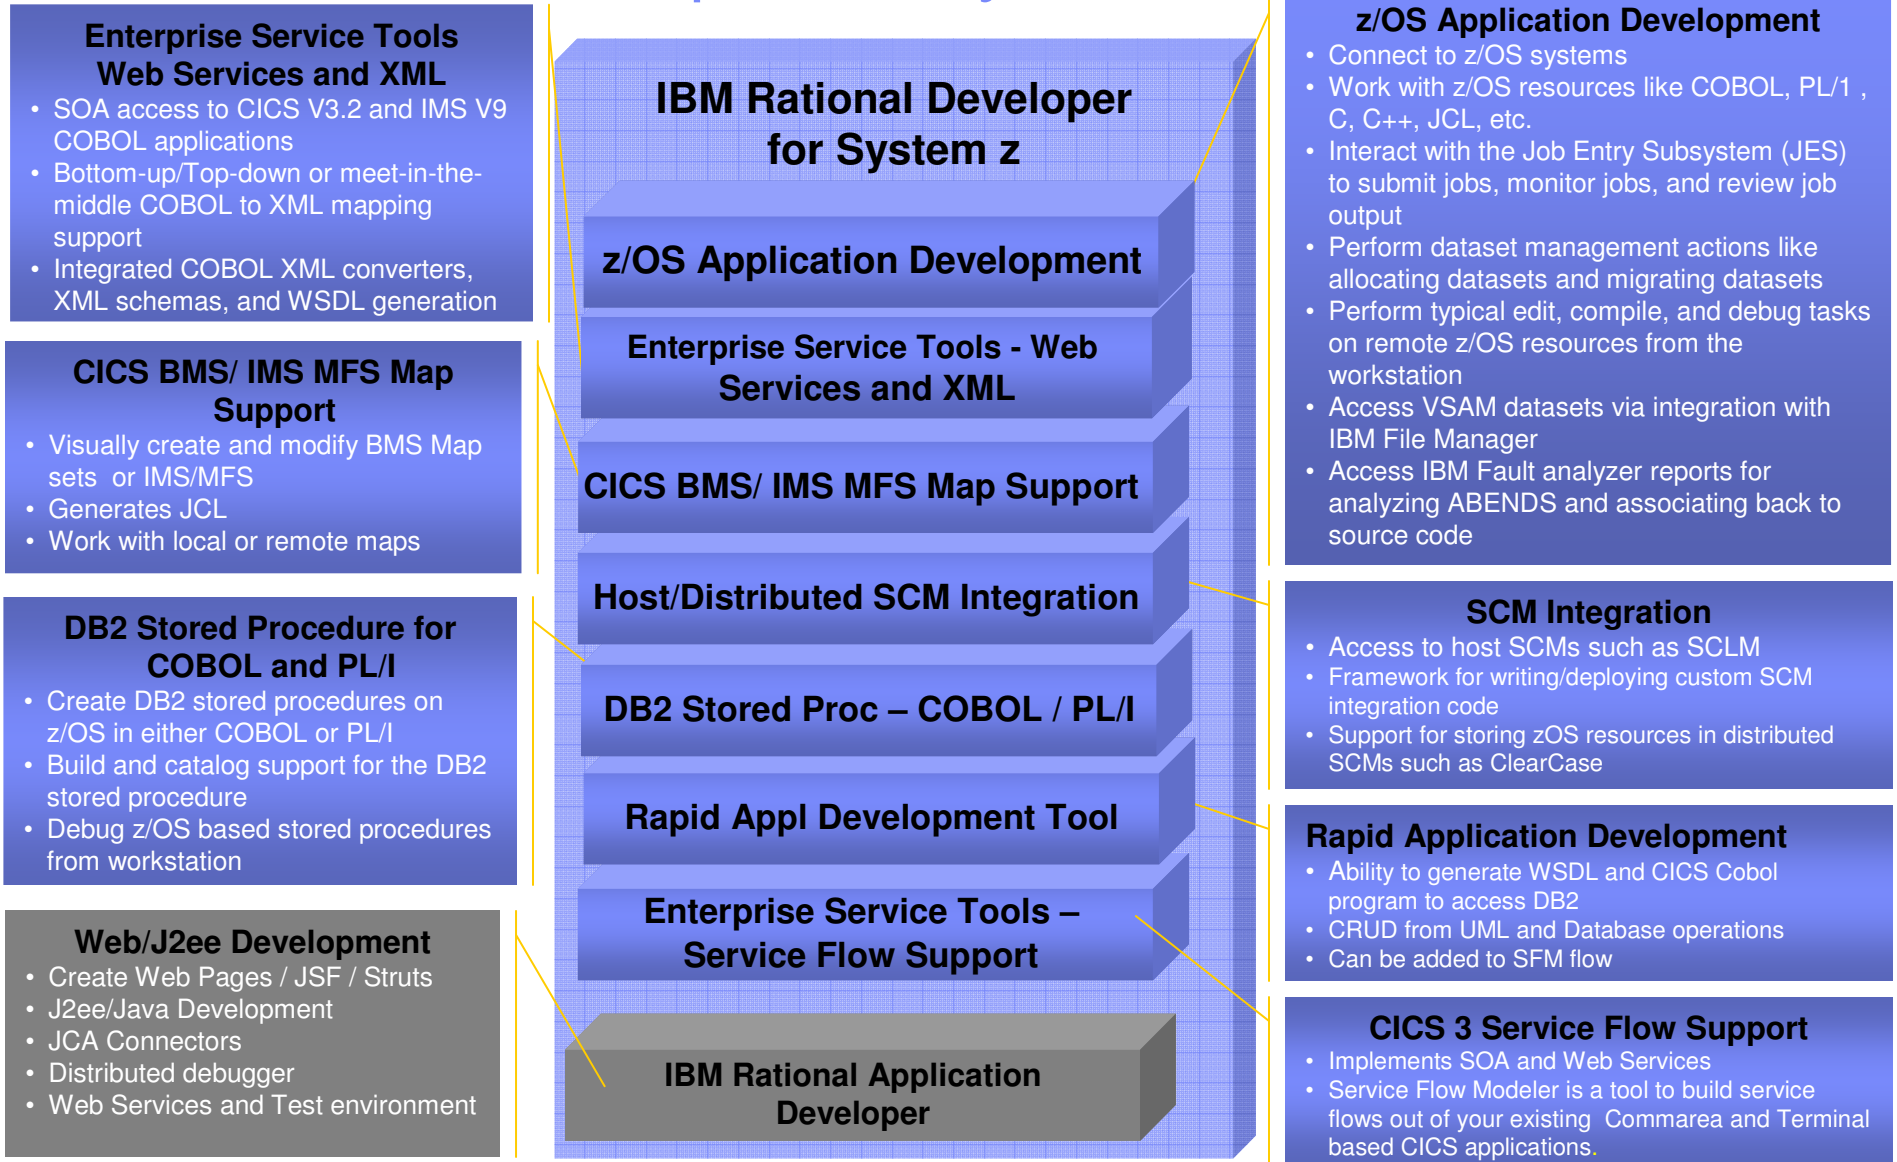 Enterprise Service Tools
Web Services and XML
• SOA access to CICS V3.2 and IMS V9
COBOL applications
• Bottom-up/Top-down or meet-in-the-
middle COBOL to XML mapping
support
• Integrated COBOL XML converters,
XML schemas, and WSDL generation
CICS BMS/ IMS MFS Map
Support
• Visually create and modify BMS Map
sets or IMS/MFS
• Generates JCL
• Work with local or remote maps
DB2 Stored Procedure for
COBOL and PL/I
• Create DB2 stored procedures on
z/OS in either COBOL or PL/I
• Build and catalog support for the DB2
stored procedure
• Debug z/OS based stored procedures
from workstation
Web/J2ee Development
• Create Web Pages / JSF / Struts
• J2ee/Java Development
• JCA Connectors
• Distributed debugger
• Web Services and Test environment
IBM Rational Developer
for System z
z/OS Application Development
Enterprise Service Tools - Web
Services and XML
CICS BMS/ IMS MFS Map Support
Host/Distributed SCM Integration
DB2 Stored Proc – COBOL / PL/I
Rapid Appl Development Tool
Enterprise Service Tools –
Service Flow Support
IBM Rational Application
Developer
z/OS Application Development
• Connect to z/OS systems
• Work with z/OS resources like COBOL, PL/1 ,
C, C++, JCL, etc.
• Interact with the Job Entry Subsystem (JES)
to submit jobs, monitor jobs, and review job
output
• Perform dataset management actions like
allocating datasets and migrating datasets
• Perform typical edit, compile, and debug tasks
on remote z/OS resources from the
workstation
• Access VSAM datasets via integration with
IBM File Manager
• Access IBM Fault analyzer reports for
analyzing ABENDS and associating back to
source code
SCM Integration
• Access to host SCMs such as SCLM
• Framework for writing/deploying custom SCM
integration code
• Support for storing zOS resources in distributed
SCMs such as ClearCase
Rapid Application Development
• Ability to generate WSDL and CICS Cobol
program to access DB2
• CRUD from UML and Database operations
• Can be added to SFM flow
CICS 3 Service Flow Support
• Implements SOA and Web Services
• Service Flow Modeler is a tool to build service
flows out of your existing Commarea and Terminal
based CICS applications.